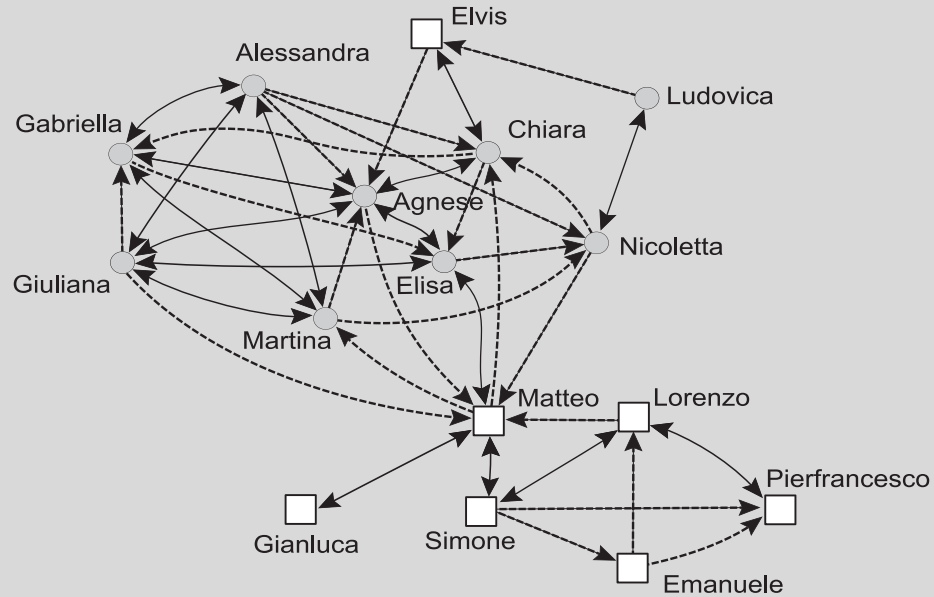 Elvis
Alessandra
Ludovica
Gabriella
Chiara
Agnese
Nicoletta
Giuliana
Elisa
Martina
Matteo
Lorenzo
Pierfrancesco
Gianluca
Simone
Emanuele